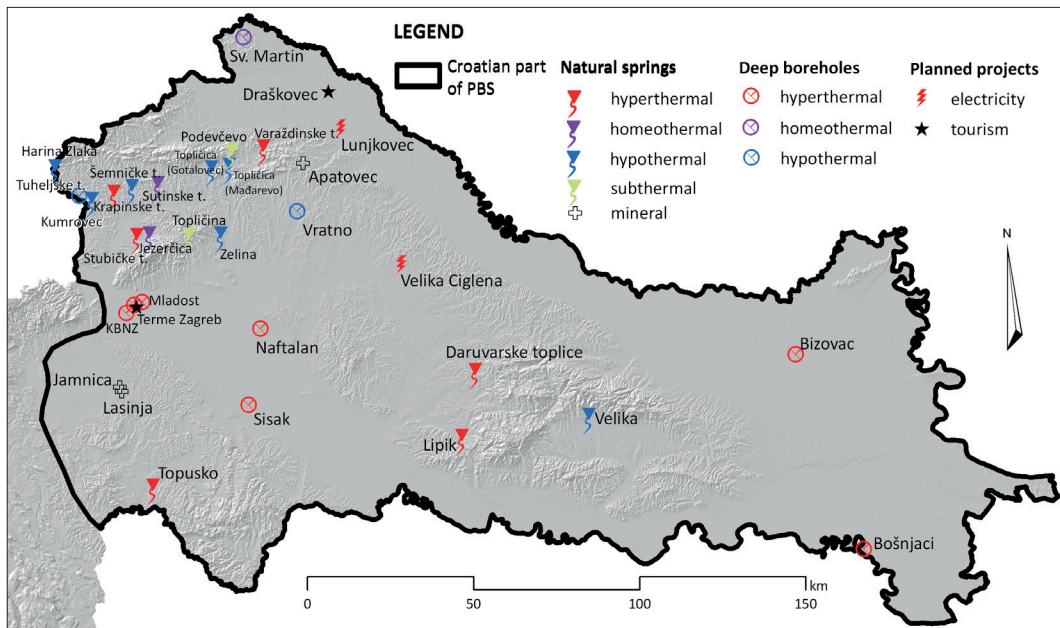 LEGEND
Croatian part
of PBS
Natural springs
hyperthermal
homeothermal
hypothermal
subthermal
mineral
Deep boreholes
hyperthermal
homeothermal
hypothermal
Planned projects
electricity
tourism
Sv. Martin
Draškovec
Lunjkovec
Varaždinske t.
Podevčevo
Topličica
(Gotalovec)
Topličica
(Mađarevo)
Apatovec
Harina Zlaka
Tuheljske t.
Šemničke t.
Krapinske t.
Sutinske t.
Kumrovec
Vratno
Topličina
Jezerčica
Stubičke t.
Zelina
Velika Ciglena
Mladost
Terme Zagreb
KBNZ
Naftalan
Daruvarske toplice
Bizovac
Jamnica
Lasinja
Sisak
Velika
Lipik
Topusko
Bošnjaci
N
km
0
50
100
150